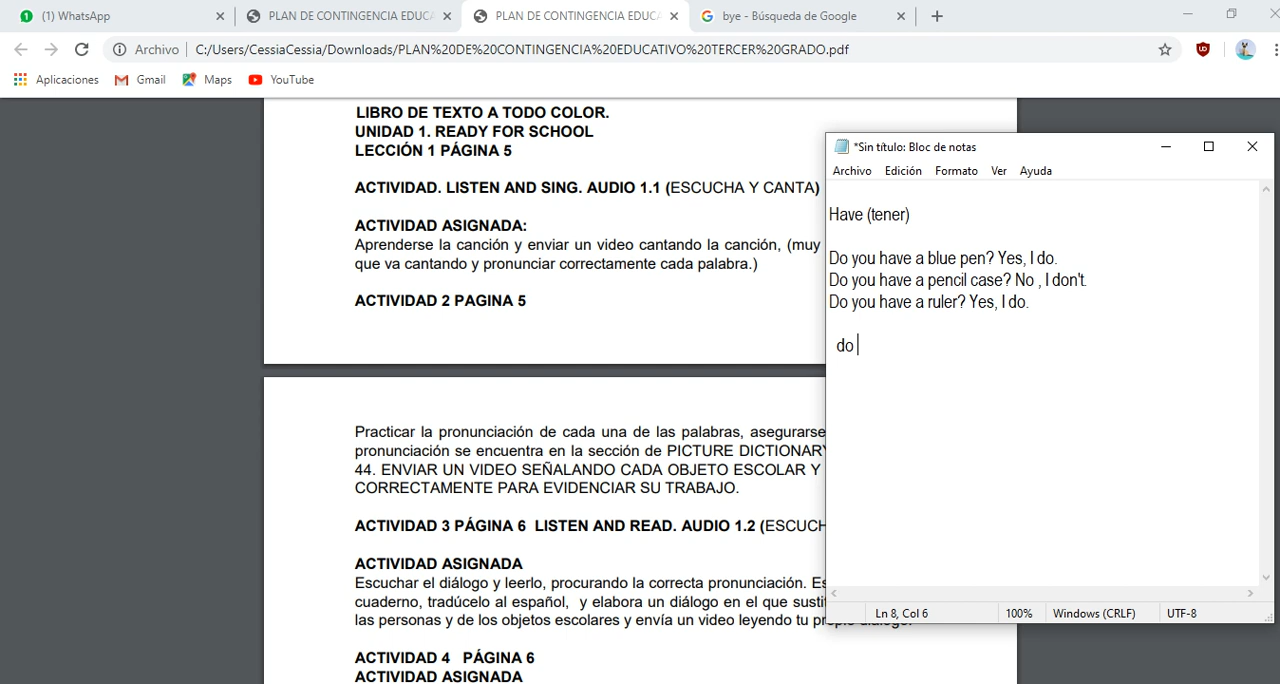 (1) WhatsApp
PLAN DE CONTINGENCIA EDUCA
PLAN DE CONTINGENCIA EDUCA
bye - Búsqueda de Google
Archivo
C:/Users/CessiaCessia/Downloads/PLAN%20DE%20CONTINGENCIA%20EDUCATIVO%20TERCER%20GRADO.pdf
Aplicaciones
Gmail
Maps
YouTube
LIBRO DE TEXTO A TODO COLOR.
UNIDAD 1. READY FOR SCHOOL
LECCIÓN 1 PÁGINA 5
ACTIVIDAD. LISTEN AND SING. AUDIO 1.1 (ESCUCHA Y CANTA)
ACTIVIDAD ASIGNADA:
Aprenderse la canción y enviar un video cantando la canción, (muy
que va cantando y pronunciar correctamente cada palabra.)
ACTIVIDAD 2 PAGINA 5
Practicar la pronunciación de cada una de las palabras, asegurarse
pronunciación se encuentra en la sección de PICTURE DICTIONARY
44. ENVIAR UN VIDEO SEÑALANDO CADA OBJETO ESCOLAR Y
CORRECTAMENTE PARA EVIDENCIAR SU TRABAJO.
ACTIVIDAD 3 PÁGINA 6 LISTEN AND READ. AUDIO 1.2 (ESCUCH
ACTIVIDAD ASIGNADA
Escuchar el diálogo y leerlo, procurando la correcta pronunciación. Es
cuaderno, tradúcelo al español, y elabora un diálogo en el que susti
las personas y de los objetos escolares y envía un video leyendo tu propio diálogo.
ACTIVIDAD 4 PÁGINA 6
ACTIVIDAD ASIGNADA
*Sin título: Bloc de notas
Archivo Edición Formato Ver Ayuda
Have (tener)
Do you have a blue pen? Yes, I do.
Do you have a pencil case? No , I don't.
Do you have a ruler? Yes, I do.
do
Ln 8, Col 6
100%
Windows (CRLF)
UTF-8